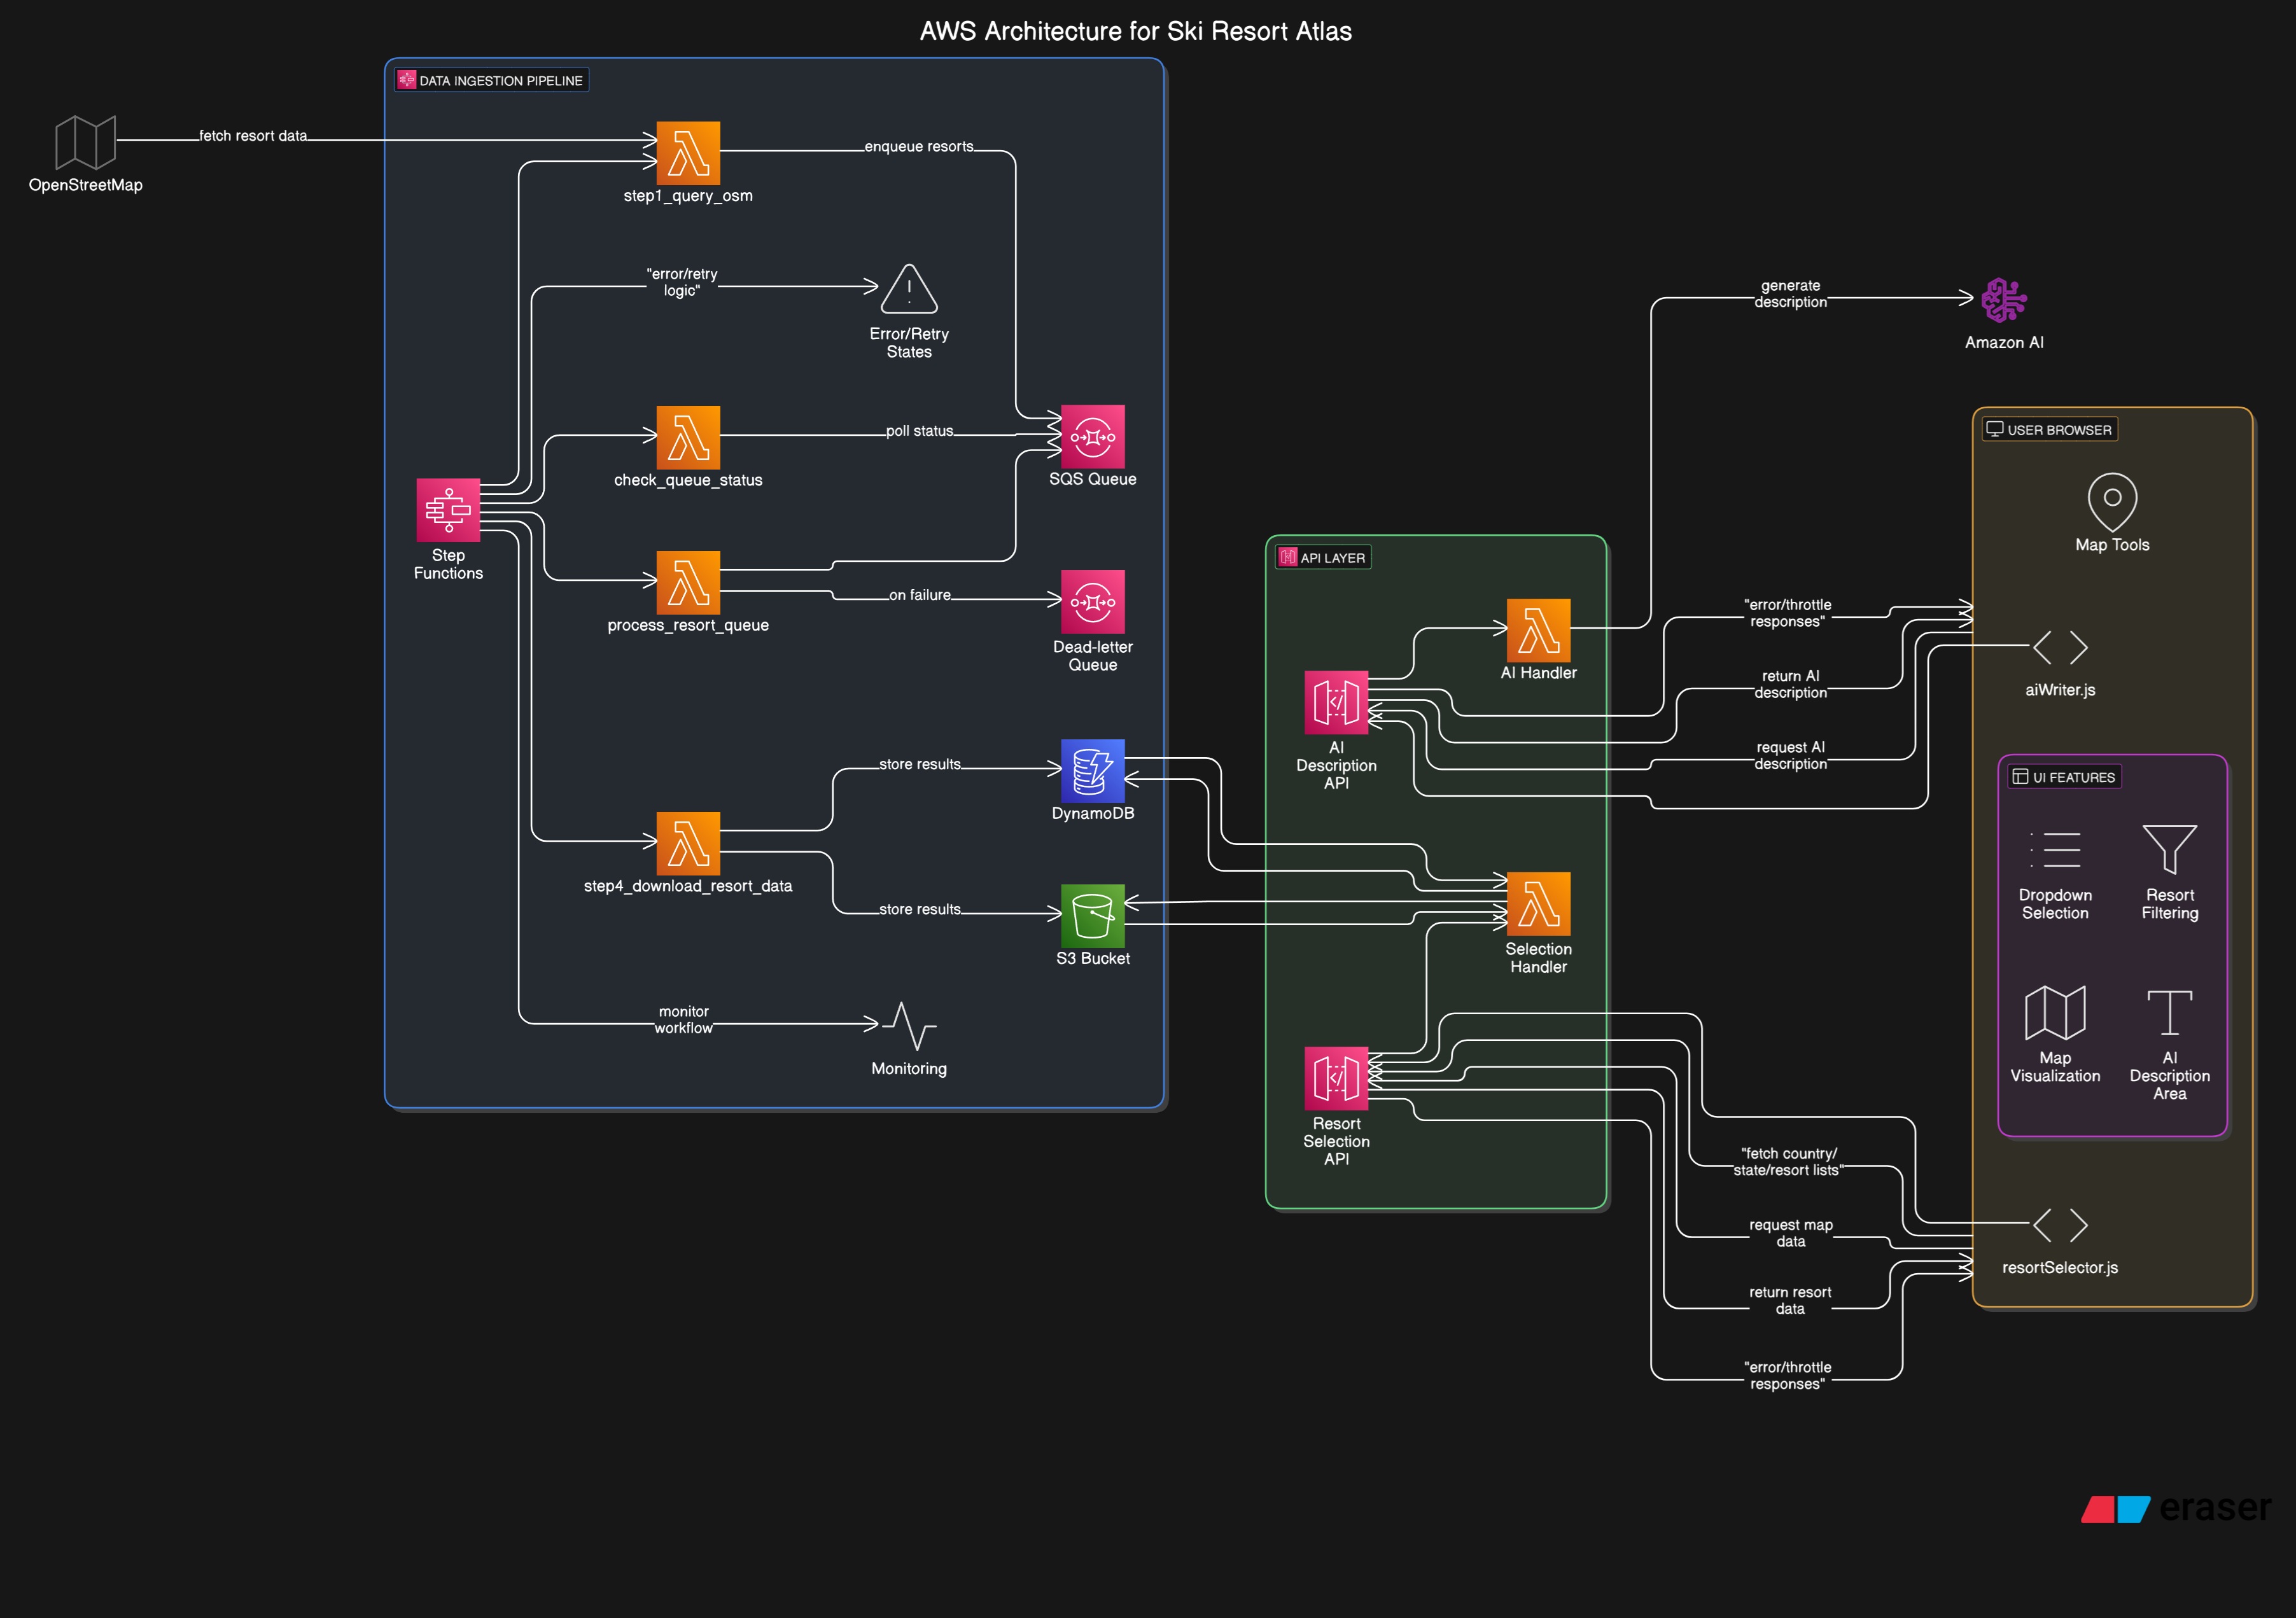 AWS Architecture for Ski Resort Atlas
DATA INGESTION PIPELINE
OpenStreetMap
fetch resort data
step1_query_osm
enqueue resorts
"error/retry
logic"
Error/Retry
States
check_queue_status
poll status
SQS Queue
Step
Functions
process_resort_queue
on failure
Dead-letter
Queue
store results
DynamoDB
step4_download_resort_data
store results
S3 Bucket
monitor
workflow
Monitoring
API LAYER
AI Handler
AI
Description
API
Selection
Handler
Resort
Selection
API
generate
description
Amazon AI
"error/throttle
responses"
return AI
description
request AI
description
"fetch country/
state/resort lists"
request map
data
return resort
data
"error/throttle
responses"
USER BROWSER
Map Tools
aiWriter.js
UI FEATURES
Dropdown
Selection
Resort
Filtering
Map
Visualization
AI
Description
Area
resortSelector.js
eraser